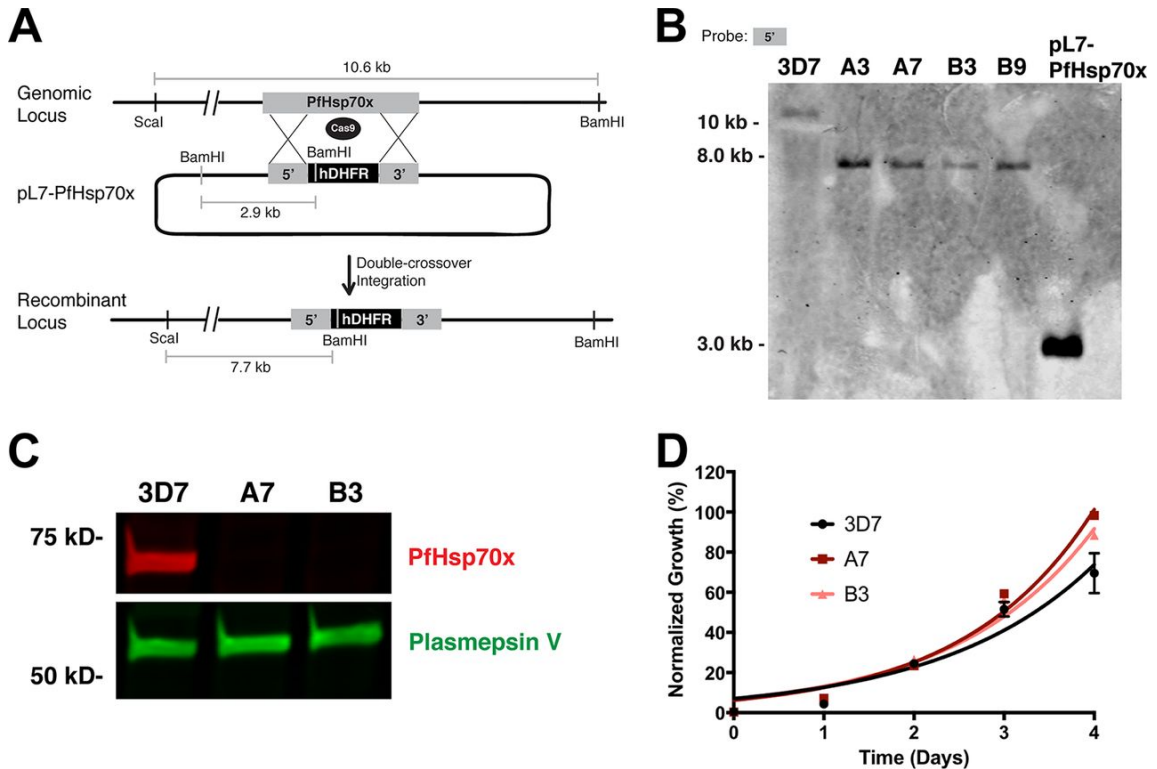 A
10.6 kb
Genomic
Locus
PfHsp70x
ScaI
BamHI
Cas9
BamHI
BamHI
5'
hDHFR
3'
pL7-PfHsp70x
2.9 kb
Double-crossover
Integration
Recombinant
Locus
5'
hDHFR
3'
ScaI
BamHI
BamHI
7.7 kb
B
Probe: 5'
3D7 A3 A7 B3 B9 pL7-
PfHsp70x
10 kb -
8.0 kb -
3.0 kb -
C
3D7 A7 B3
75 kD-
PfHsp70x
Plasmepsin V
50 kD-
D
Normalized Growth (%)
120
100
80
60
40
20
0
3D7
A7
B3
0 1 2 3 4
Time (Days)